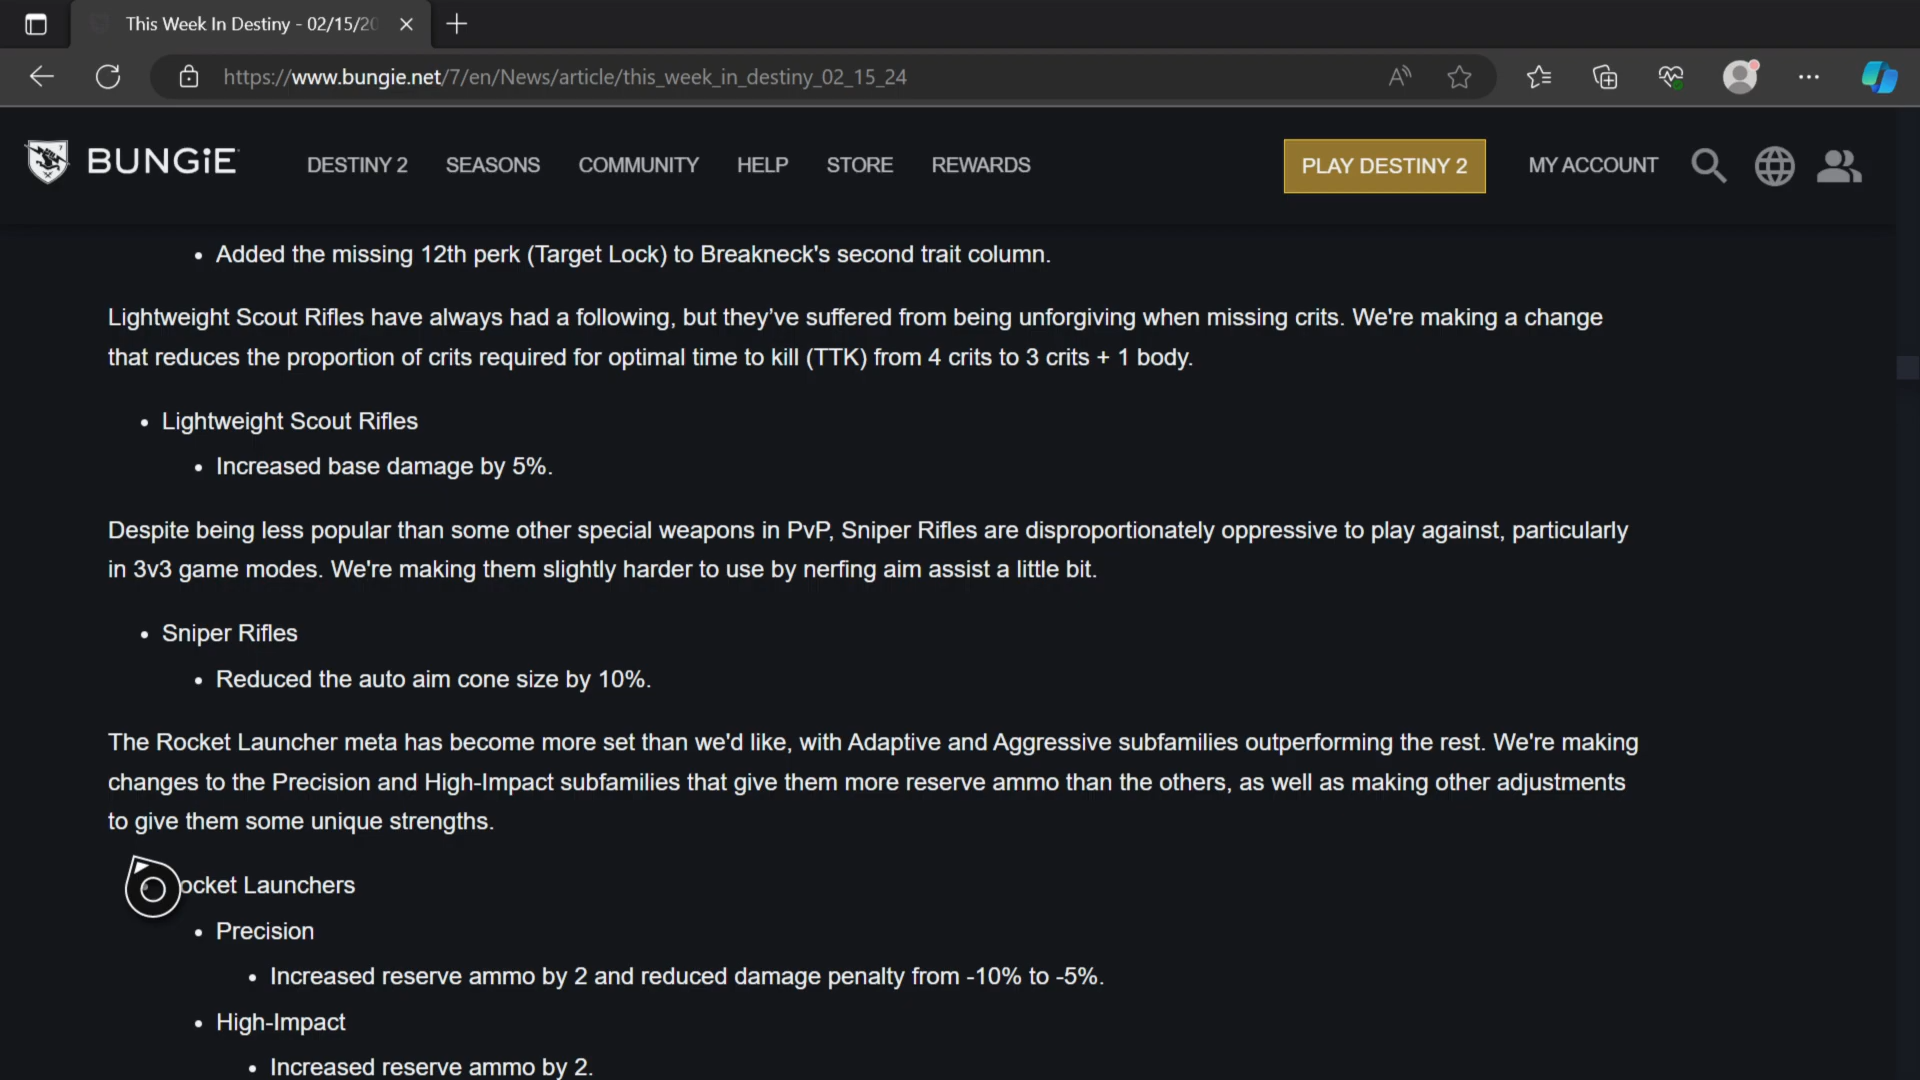 This Week In Destiny - 02/15/20
https://www.bungie.net/7/en/News/article/this_week_in_destiny_02_15_24
BUNGiE
DESTINY 2
SEASONS
COMMUNITY
HELP
STORE
REWARDS
PLAY DESTINY 2
MY ACCOUNT
• Added the missing 12th perk (Target Lock) to Breakneck's second trait column.
Lightweight Scout Rifles have always had a following, but they’ve suffered from being unforgiving when missing crits. We're making a change
that reduces the proportion of crits required for optimal time to kill (TTK) from 4 crits to 3 crits + 1 body.
• Lightweight Scout Rifles
• Increased base damage by 5%.
Despite being less popular than some other special weapons in PvP, Sniper Rifles are disproportionately oppressive to play against, particularly
in 3v3 game modes. We're making them slightly harder to use by nerfing aim assist a little bit.
• Sniper Rifles
• Reduced the auto aim cone size by 10%.
The Rocket Launcher meta has become more set than we'd like, with Adaptive and Aggressive subfamilies outperforming the rest. We're making
changes to the Precision and High-Impact subfamilies that give them more reserve ammo than the others, as well as making other adjustments
to give them some unique strengths.
ocket Launchers
• Precision
• Increased reserve ammo by 2 and reduced damage penalty from -10% to -5%.
• High-Impact
• Increased reserve ammo by 2.